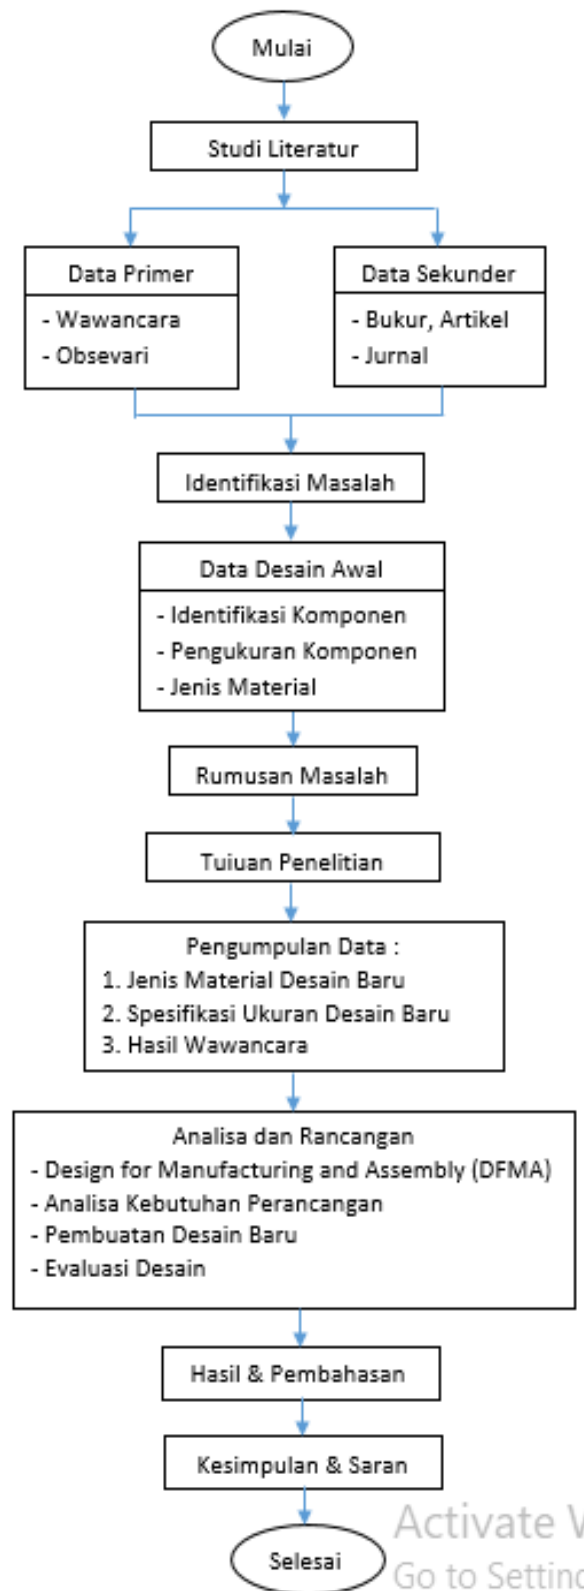 Mulai
Studi Literatur
Data Primer
- Wawancara
- Obsevari
Data Sekunder
- Bukur, Artikel
- Jurnal
Identifikasi Masalah
Data Desain Awal
- Identifikasi Komponen
- Pengukuran Komponen
- Jenis Material
Rumusan Masalah
Tuiuan Penelitian
Pengumpulan Data :
1. Jenis Material Desain Baru
2. Spesifikasi Ukuran Desain Baru
3. Hasil Wawancara
Analisa dan Rancangan
- Design for Manufacturing and Assembly (DFMA)
- Analisa Kebutuhan Perancangan
- Pembuatan Desain Baru
- Evaluasi Desain
Hasil & Pembahasan
Kesimpulan & Saran
Selesai
Activate
Go to Setting